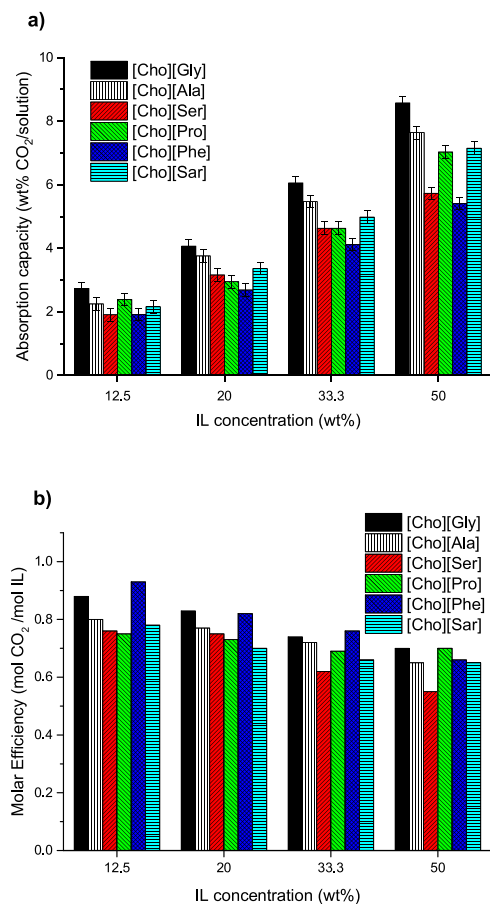 a)
10
8
6
4
2
0
Absorption capacity (wt% CO₂/solution)
[Cho][Gly]
[Cho][Ala]
[Cho][Ser]
[Cho][Pro]
[Cho][Phe]
[Cho][Sar]
12.5 20 33.3 50
IL concentration (wt%)
b)
1.0
0.8
0.6
0.4
0.2
0.0
Molar Efficiency (mol CO₂ /mol IL)
[Cho][Gly]
[Cho][Ala]
[Cho][Ser]
[Cho][Pro]
[Cho][Phe]
[Cho][Sar]
12.5 20 33.3 50
IL concentration (wt%)